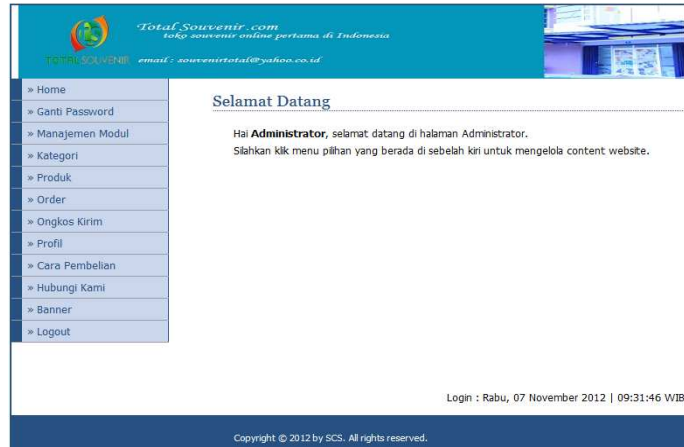 Total Souvenir.com
toko souvenir online pertama di Indonesia
TOTAL SOUVENIR
email : souvenirtotal@yahoo.co.id
» Home
» Ganti Password
» Manajemen Modul
» Kategori
» Produk
» Order
» Ongkos Kirim
» Profil
» Cara Pembelian
» Hubungi Kami
» Banner
» Logout
Selamat Datang
Hai Administrator, selamat datang di halaman Administrator.
Silahkan klik menu pilihan yang berada di sebelah kiri untuk mengelola content website.
Login : Rabu, 07 November 2012 | 09:31:46 WIB
Copyright © 2012 by SCS. All rights reserved.